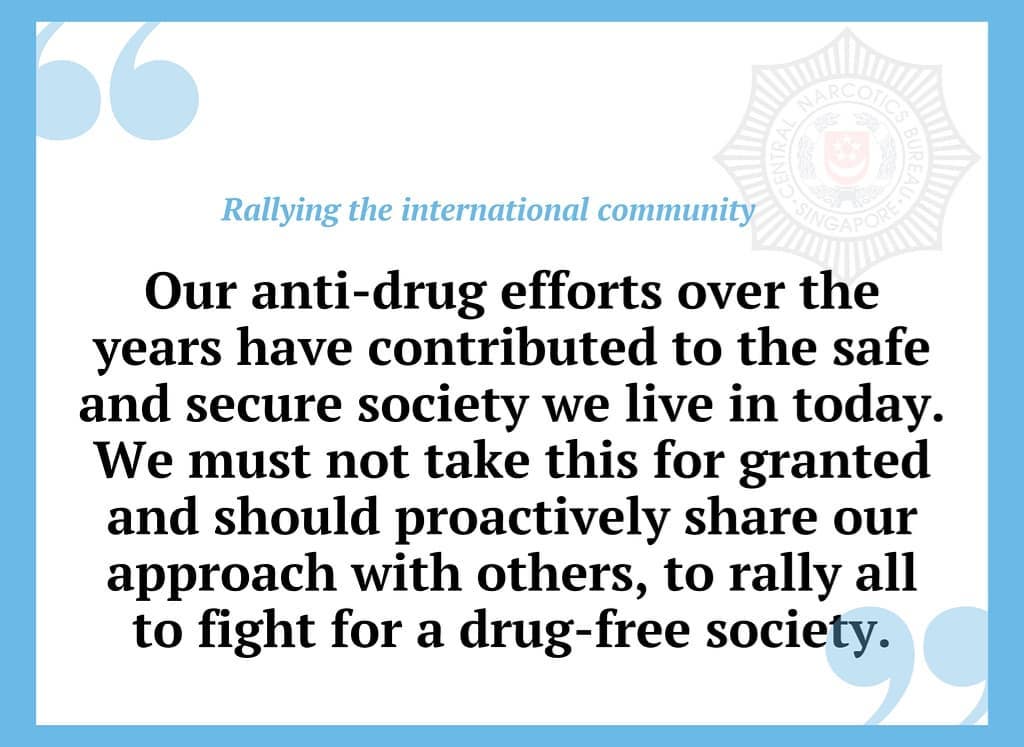 CENTRAL NARCOTICS BUREAU
SINGAPORE
Rallying the international community
Our anti-drug efforts over the
years have contributed to the safe
and secure society we live in today.
We must not take this for granted
and should proactively share our
approach with others, to rally all
to fight for a drug-free society.